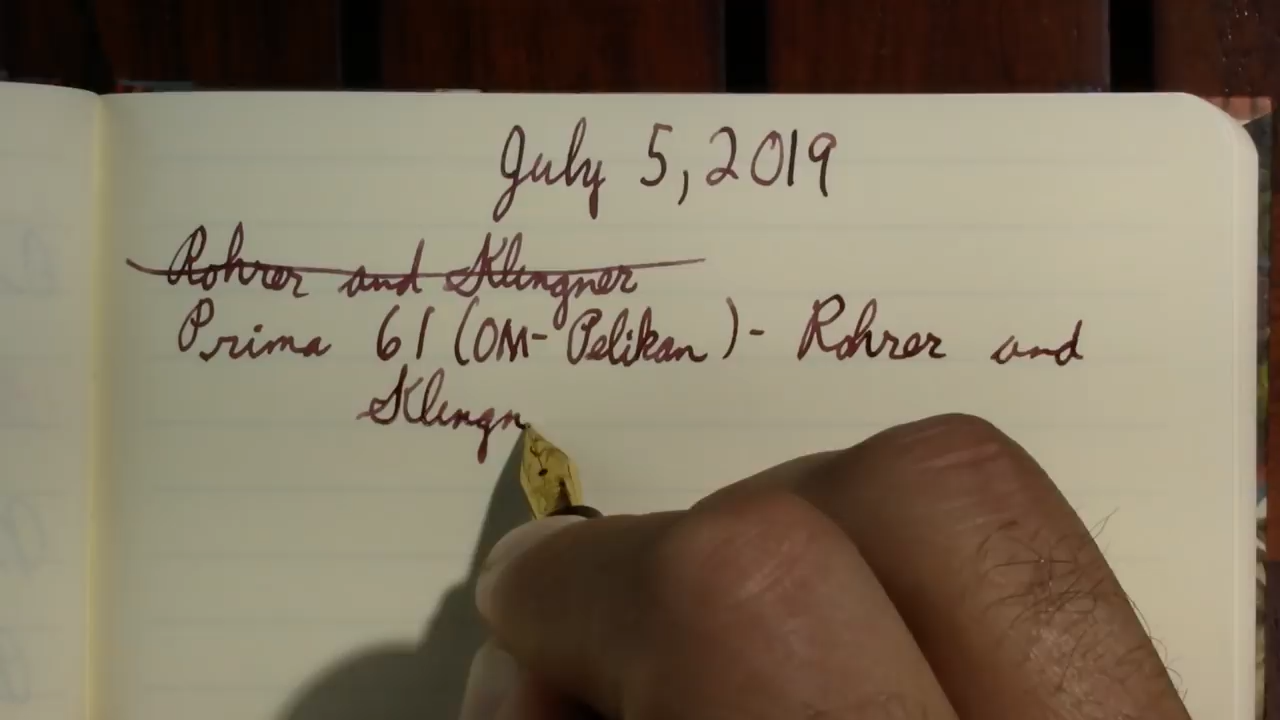 July 5, 2019
Rohrer and Klingner
Prima 61 (OM-Pelikan) - Rohrer and
Klingn